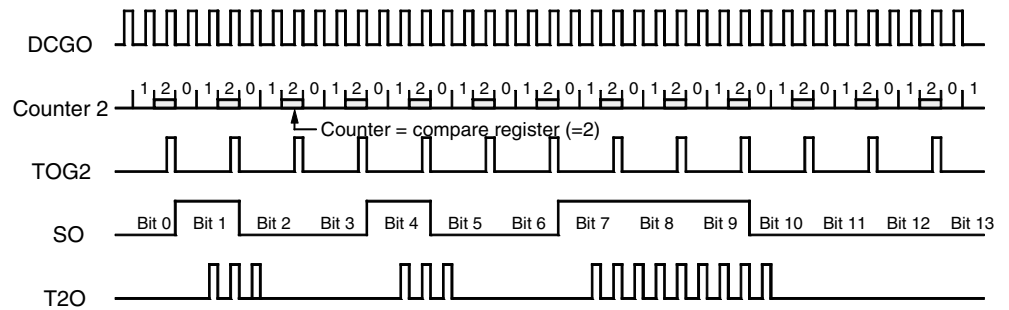 DCGO
Counter 2 1 2 0 1 2 0 1 2 0 1 2 0 1 2 0 1 2 0 1 2 0 1 2 0 1 2 0 1 2 0 1 2 0 1 2 0 1 2 0 1
Counter = compare register (=2)
TOG2
SO Bit 0 Bit 1 Bit 2 Bit 3 Bit 4 Bit 5 Bit 6 Bit 7 Bit 8 Bit 9 Bit 10 Bit 11 Bit 12 Bit 13
T2O